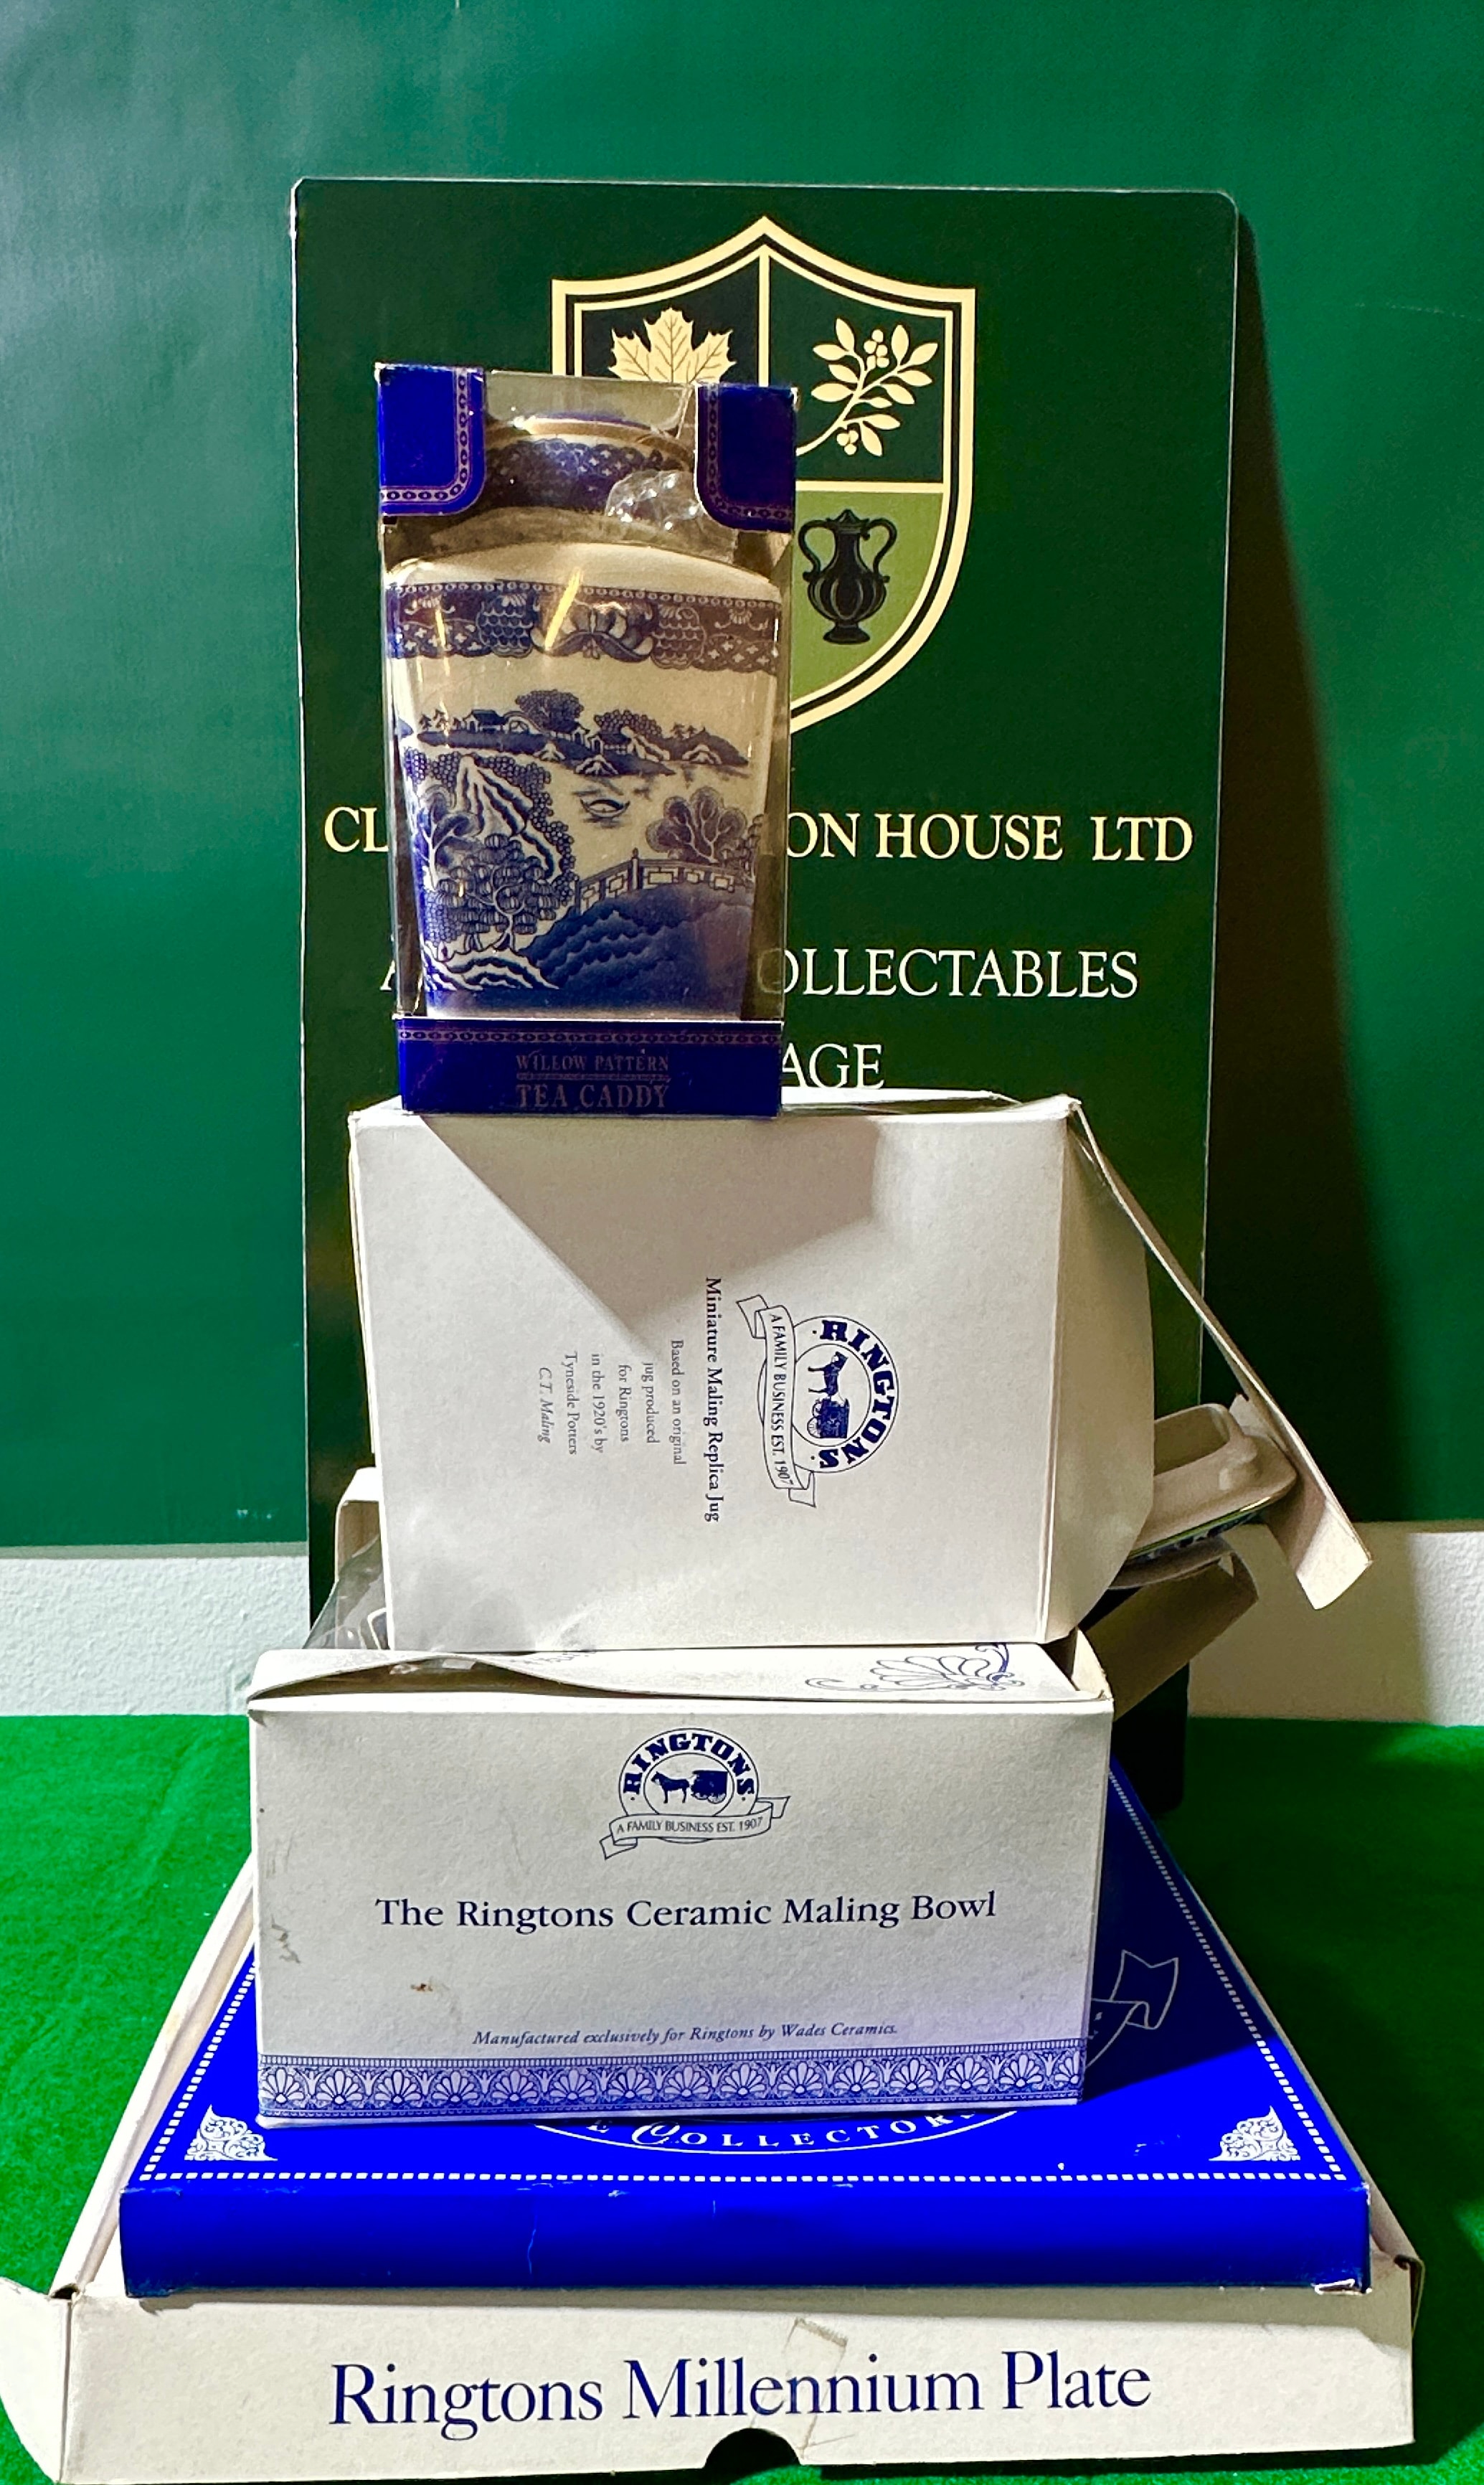 CL ON HOUSE LTD
OLLECTABLES
AGE
WILLOW PATTERN
TEA CADDY
RINGTONS
A FAMILY BUSINESS EST. 1907
Miniature Maling Replica Jug
Based on an original
jug produced
for Ringtons
in the 1920's by
Tyneside Potters
C.T. Maling
RINGTONS
A FAMILY BUSINESS EST. 1907
The Ringtons Ceramic Maling Bowl
Manufactured exclusively for Ringtons by Wades Ceramics.
E COLLECTOR
Ringtons Millennium Plate